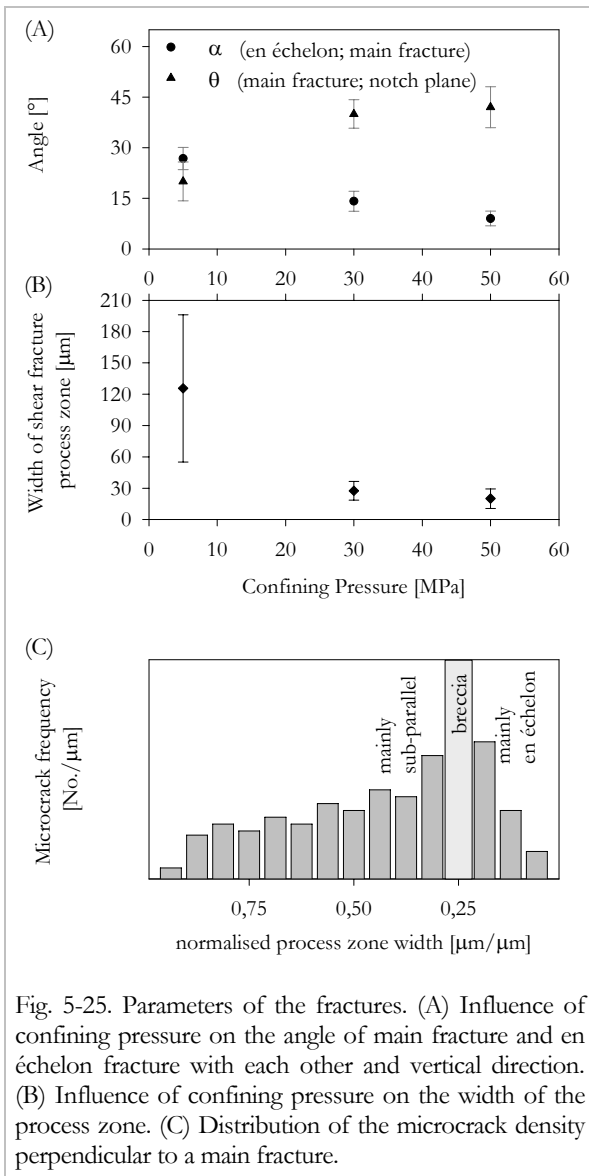 (A)
60
45
30
15
0
Angle [°]
α (en échelon; main fracture)
θ (main fracture; notch plane)
0 10 20 30 40 50 60
(B)
210
180
150
120
90
60
30
0
Width of shear fracture
process zone [μm]
0 10 20 30 40 50 60
Confining Pressure [MPa]
(C)
Microcrack frequency
[No./μm]
mainly
sub-parallel
breccia
mainly
en échelon
0,75 0,50 0,25
normalised process zone width [μm/μm]
Fig. 5-25. Parameters of the fractures. (A) Influence of
confining pressure on the angle of main fracture and en
échelon fracture with each other and vertical direction.
(B) Influence of confining pressure on the width of the
process zone. (C) Distribution of the microcrack density
perpendicular to a main fracture.